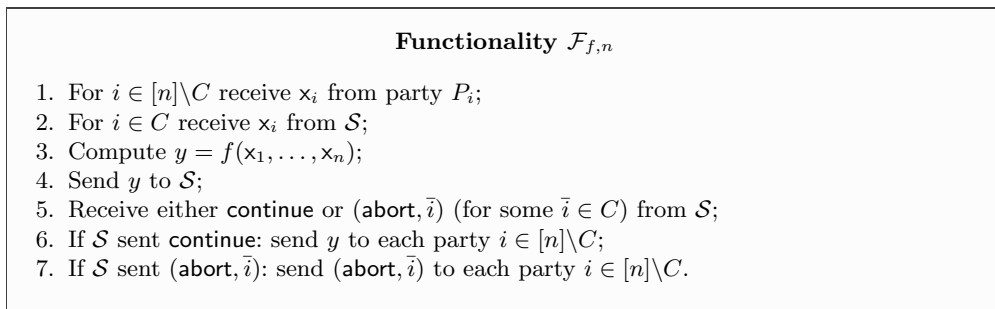 Functionality $\mathcal{F}_{f,n}$
1. For $i \in [n] \backslash C$ receive $\mathsf{x}_i$ from party $P_i$;
2. For $i \in C$ receive $\mathsf{x}_i$ from $\mathcal{S}$;
3. Compute $y = f(\mathsf{x}_1, \ldots, \mathsf{x}_n)$;
4. Send $y$ to $\mathcal{S}$;
5. Receive either continue or $(\mathsf{abort}, \bar{i})$ (for some $\bar{i} \in C$) from $\mathcal{S}$;
6. If $\mathcal{S}$ sent continue: send $y$ to each party $i \in [n] \backslash C$;
7. If $\mathcal{S}$ sent $(\mathsf{abort}, \bar{i})$: send $(\mathsf{abort}, \bar{i})$ to each party $i \in [n] \backslash C$.